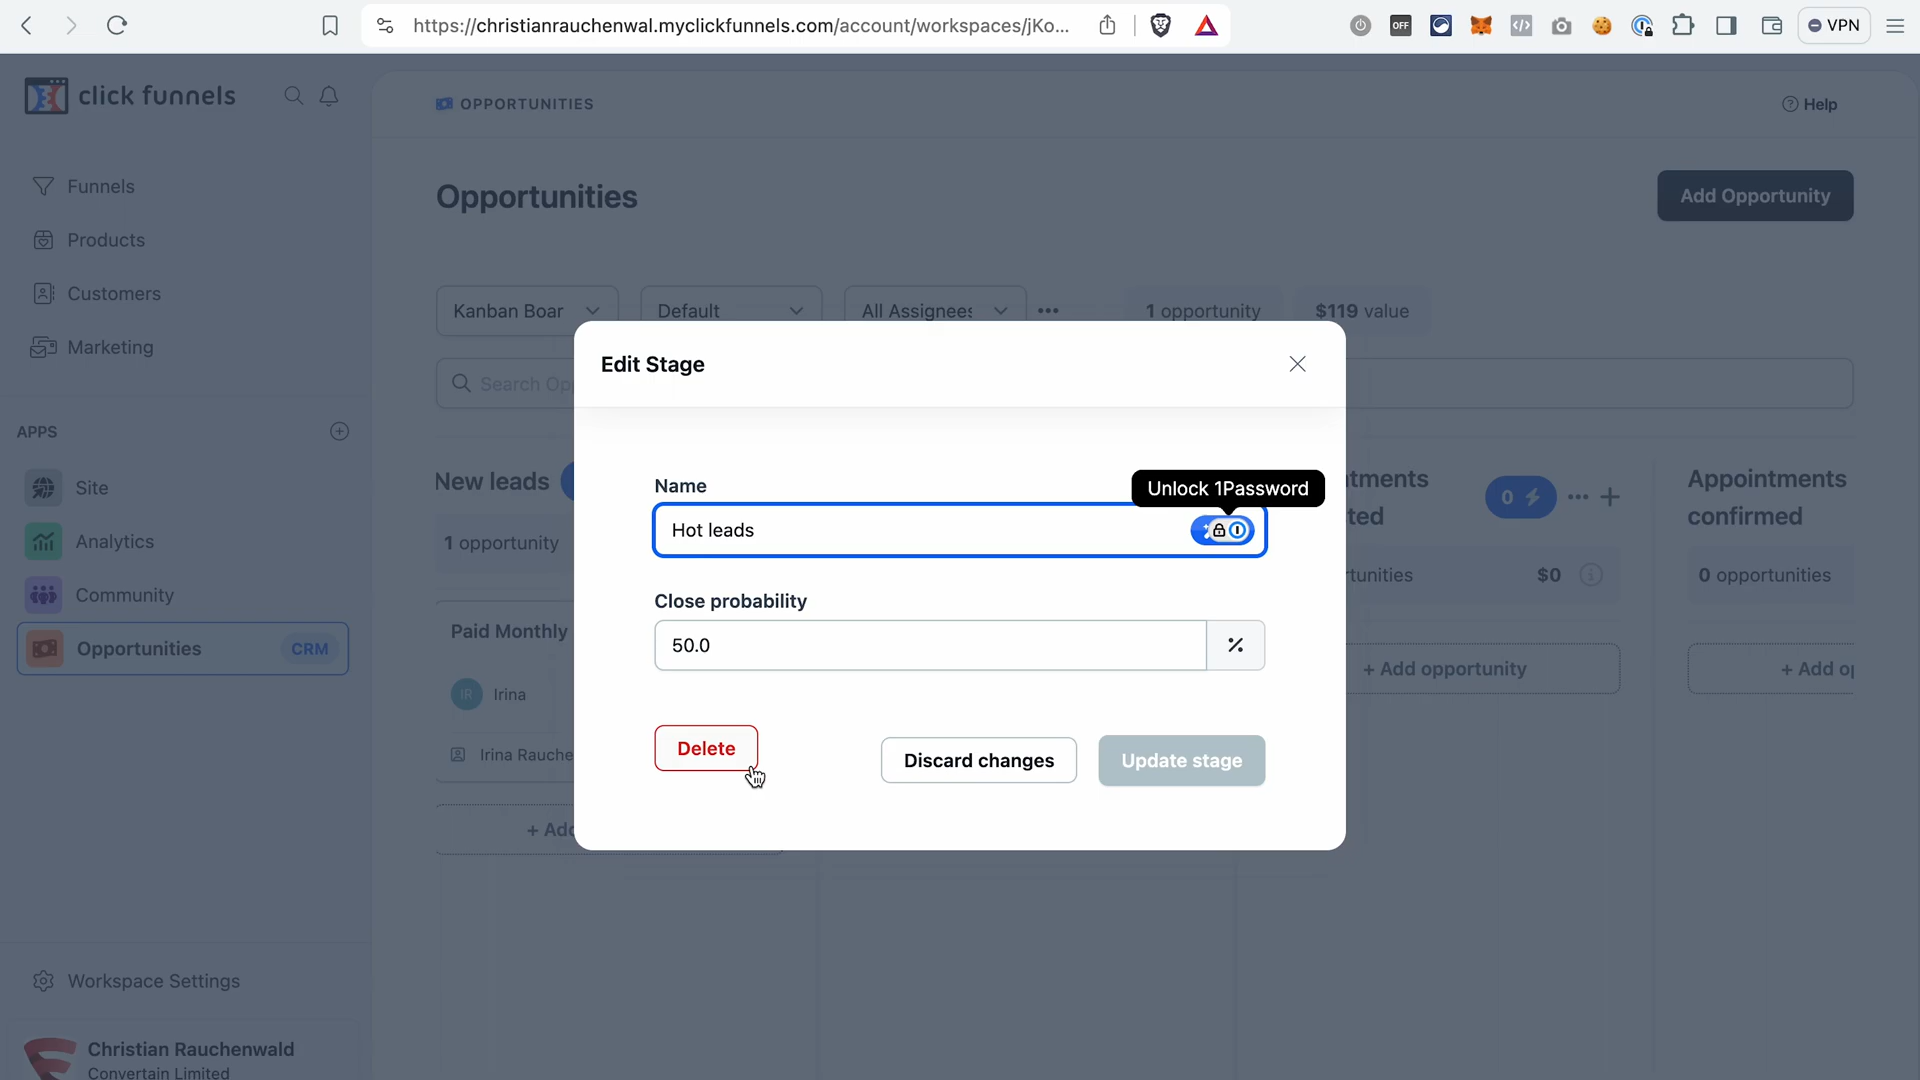 https://christianrauchenwal.myclickfunnels.com/account/workspaces/jKo...
OFF
VPN
click funnels
OPPORTUNITIES
Help
Funnels
Products
Customers
Marketing
APPS
Site
Analytics
Community
Opportunities CRM
Workspace Settings
Christian Rauchenwald
Convertain Limited
Opportunities
Add Opportunity
Kanban Boar
Default
All Assignees
1 opportunity
$119 value
Search Op
New leads
1 opportunity
Paid Monthly
IR Irina
Irina Rauche
+ Add
Edit Stage
Name
Unlock 1Password
Hot leads
Close probability
50.0 %
Delete
Discard changes
Update stage
ntments
ted
0
rtunities $0
+ Add opportunity
Appointments
confirmed
0 opportunities
+ Add op